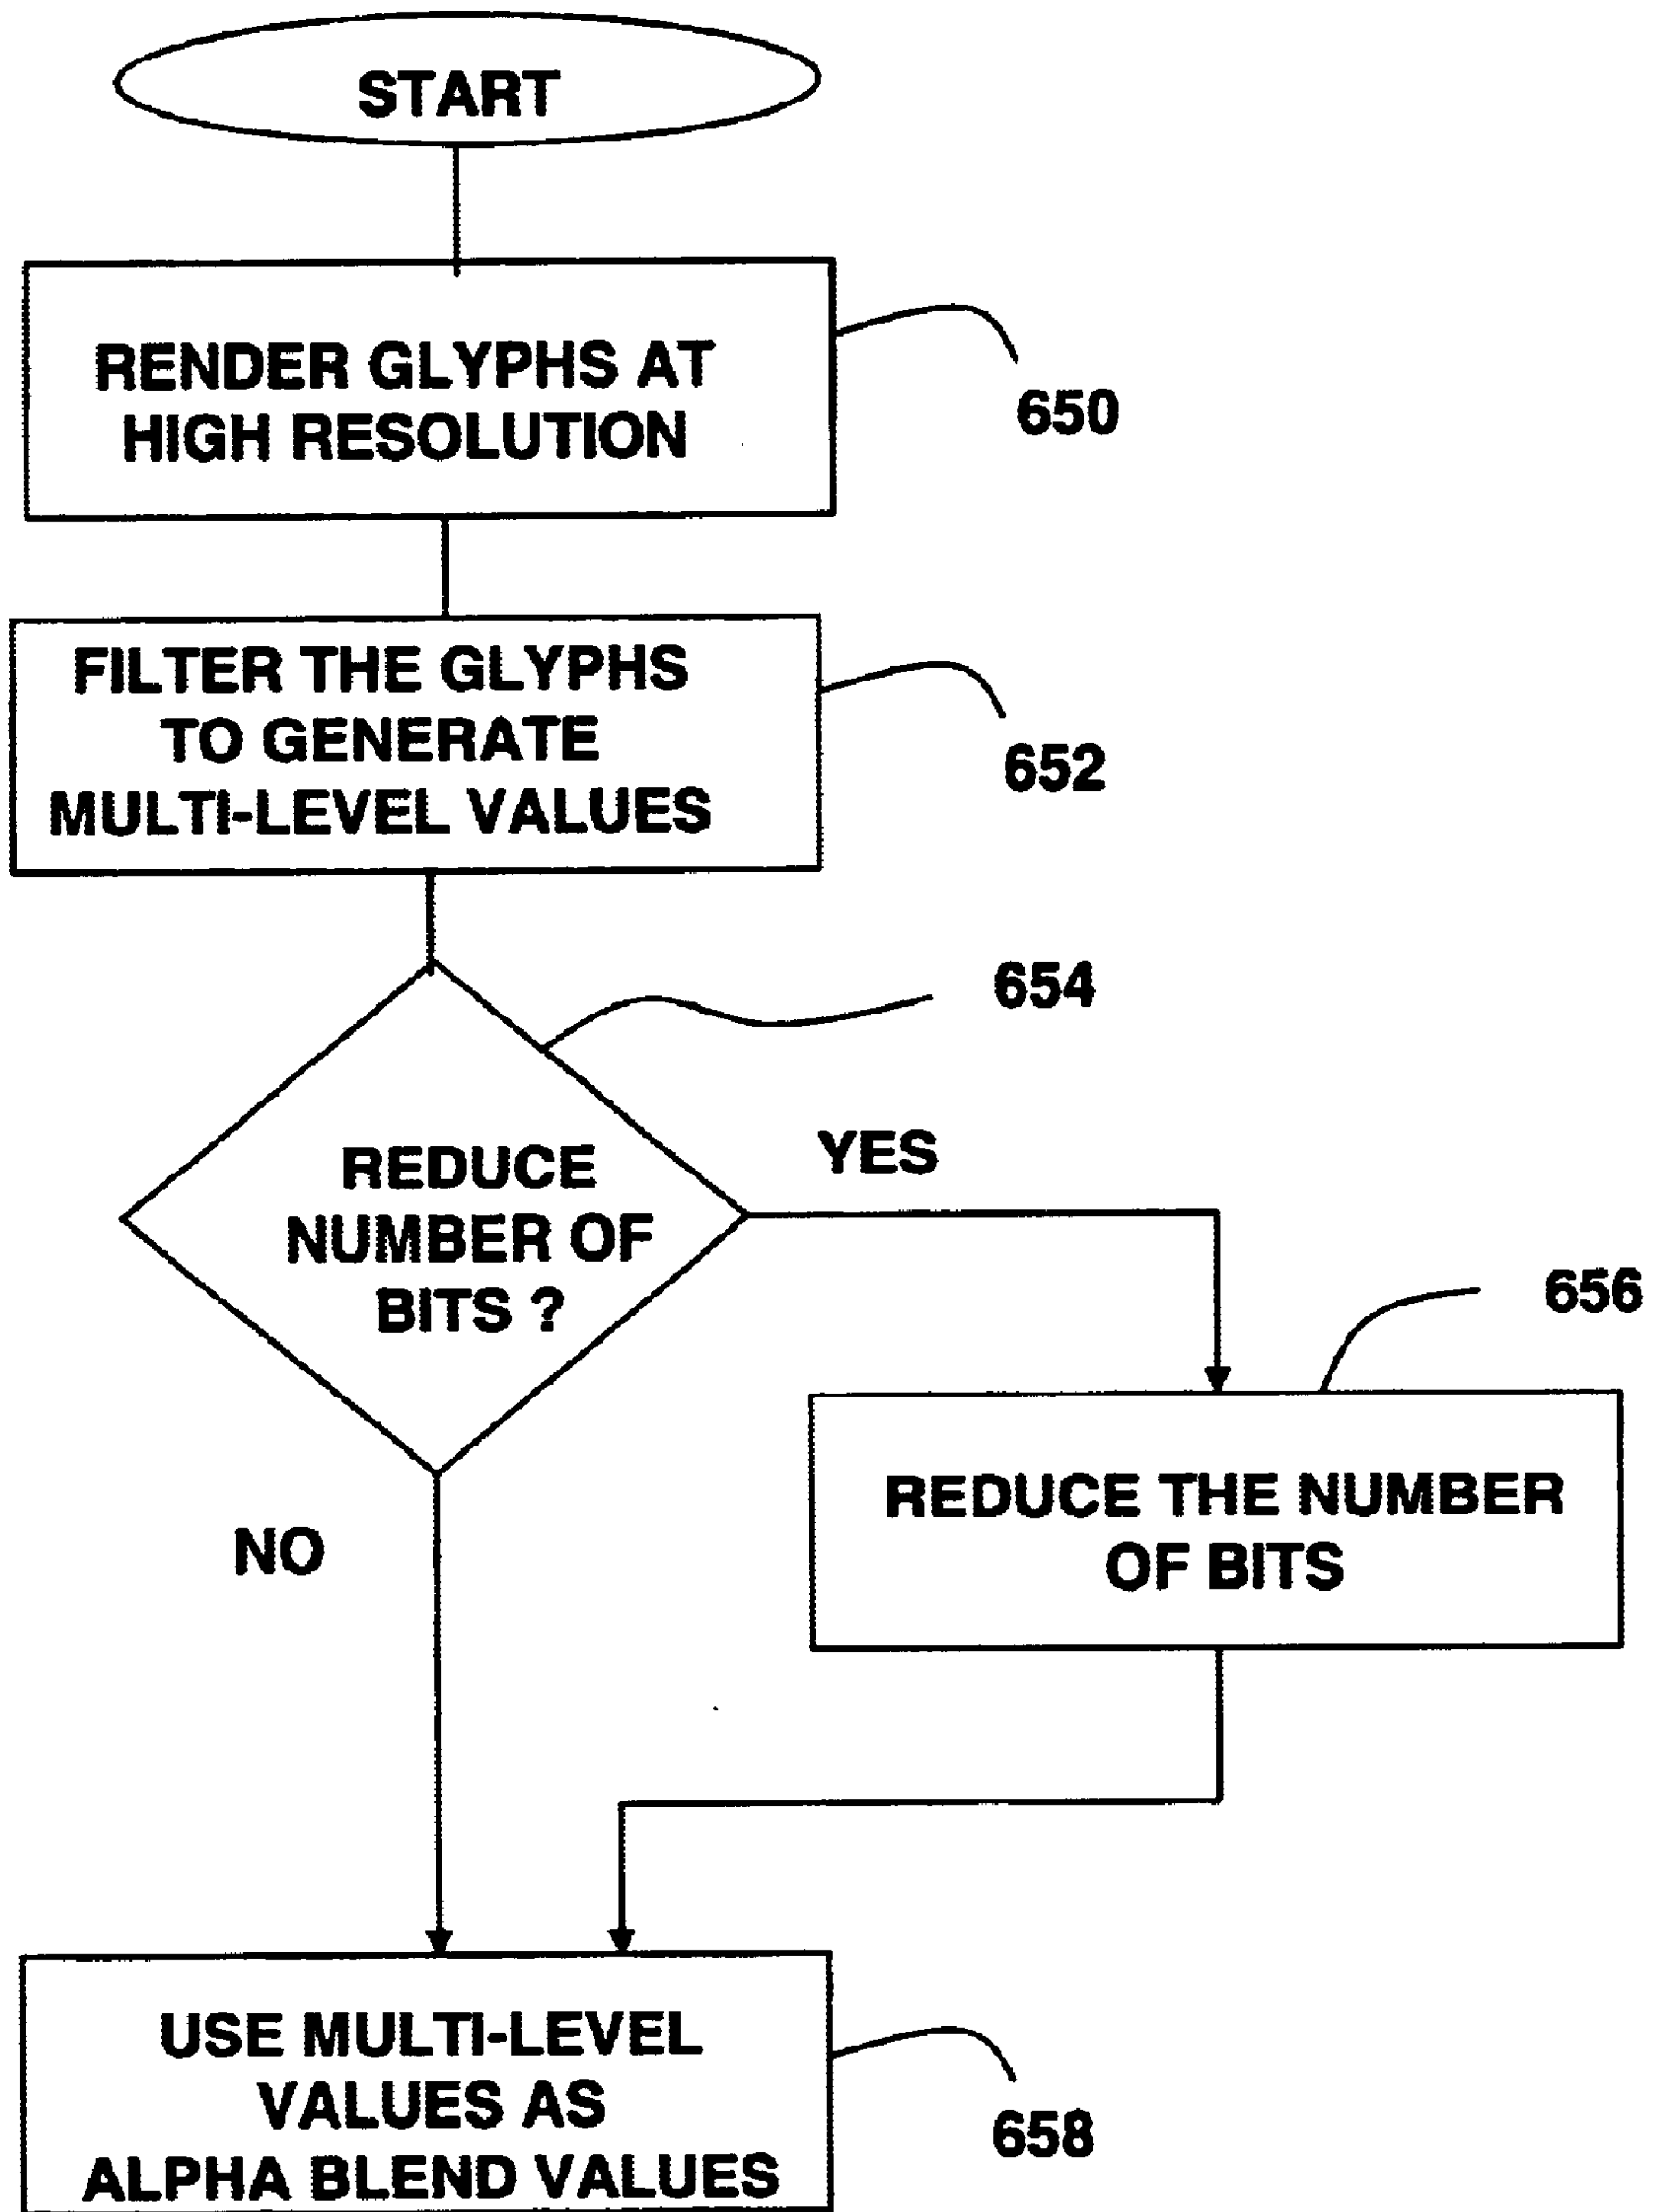 START
RENDER GLYPHS AT
HIGH RESOLUTION
650
FILTER THE GLYPHS
TO GENERATE
MULTI-LEVEL VALUES
652
654
REDUCE
NUMBER OF
BITS ?
YES
656
REDUCE THE NUMBER
OF BITS
NO
USE MULTI-LEVEL
VALUES AS
ALPHA BLEND VALUES
658